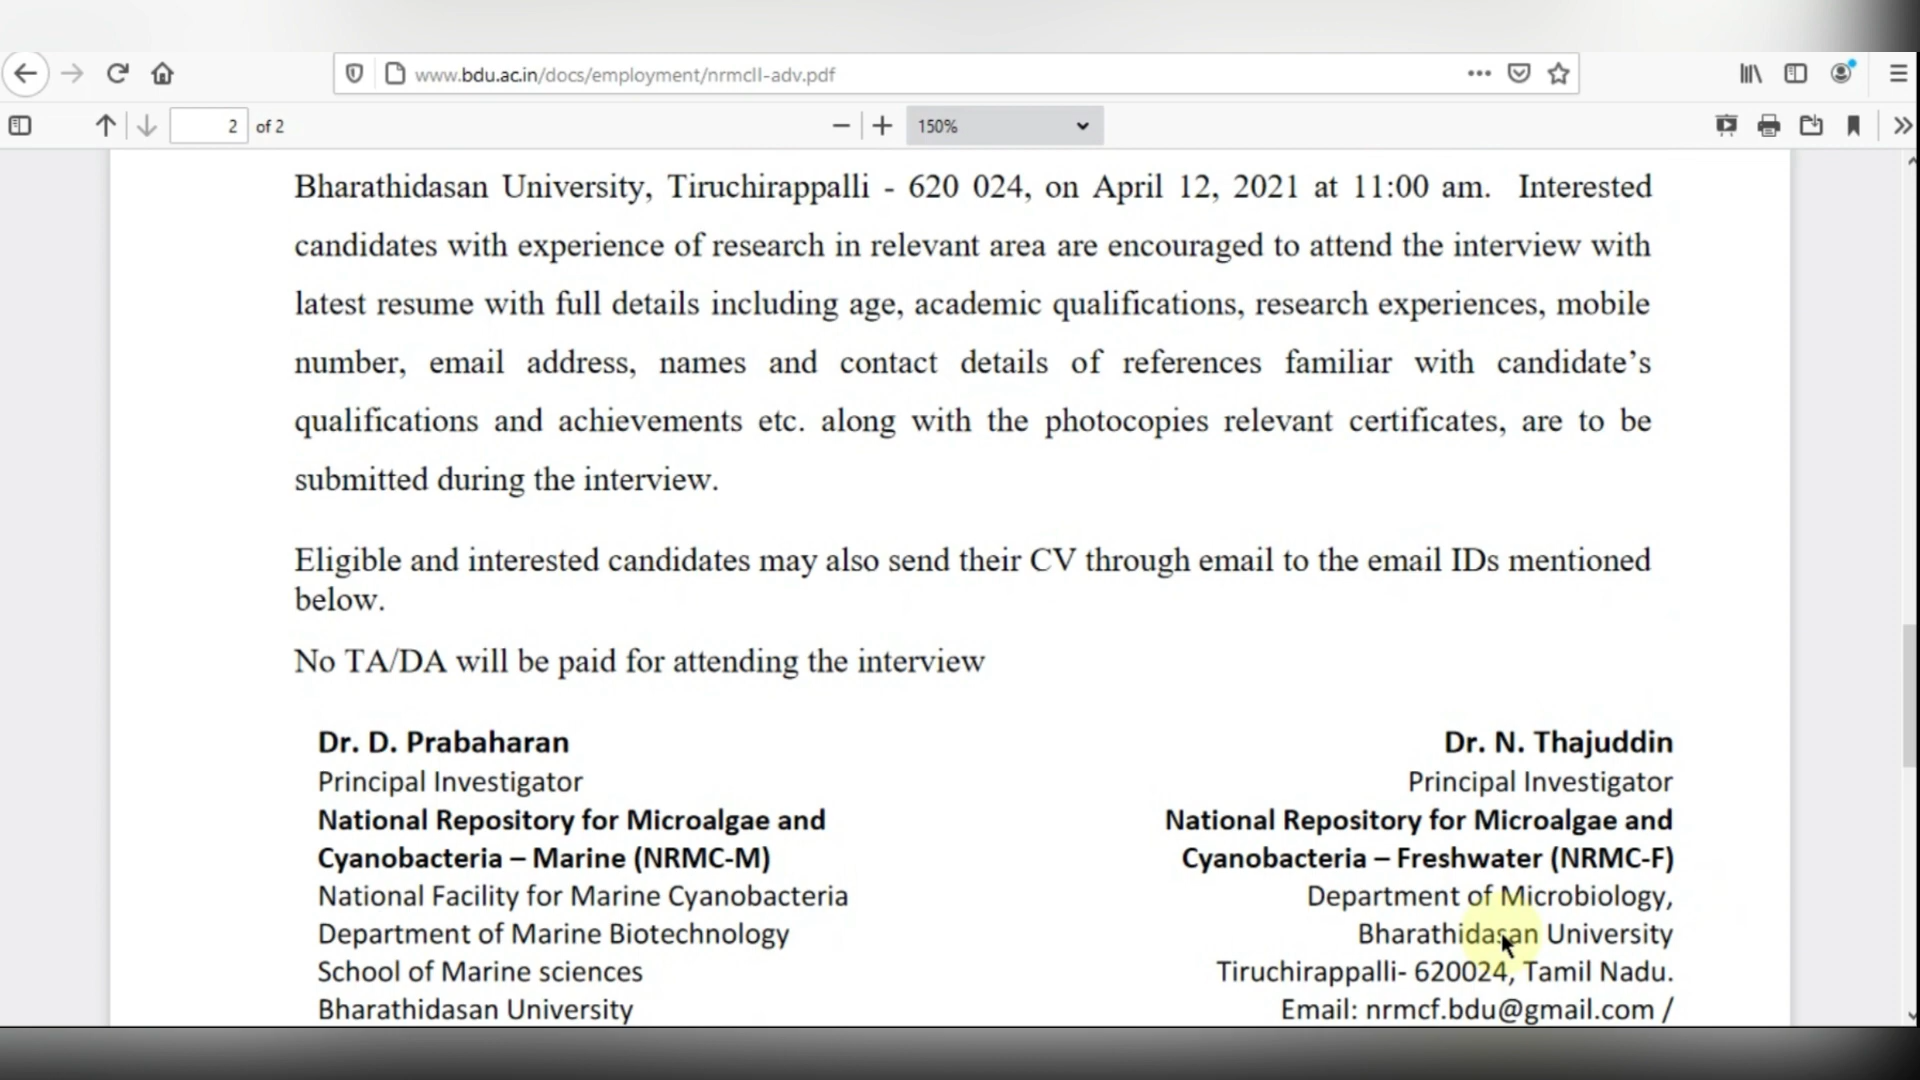 www.bdu.ac.in/docs/employment/nrmcII-adv.pdf
2 of 2
150%
Bharathidasan University, Tiruchirappalli - 620 024, on April 12, 2021 at 11:00 am. Interested
candidates with experience of research in relevant area are encouraged to attend the interview with
latest resume with full details including age, academic qualifications, research experiences, mobile
number, email address, names and contact details of references familiar with candidate’s
qualifications and achievements etc. along with the photocopies relevant certificates, are to be
submitted during the interview.
Eligible and interested candidates may also send their CV through email to the email IDs mentioned
below.
No TA/DA will be paid for attending the interview
Dr. D. Prabaharan
Principal Investigator
National Repository for Microalgae and
Cyanobacteria – Marine (NRMC-M)
National Facility for Marine Cyanobacteria
Department of Marine Biotechnology
School of Marine sciences
Bharathidasan University
Dr. N. Thajuddin
Principal Investigator
National Repository for Microalgae and
Cyanobacteria – Freshwater (NRMC-F)
Department of Microbiology,
Bharathidasan University
Tiruchirappalli- 620024, Tamil Nadu.
Email: nrmcf.bdu@gmail.com /